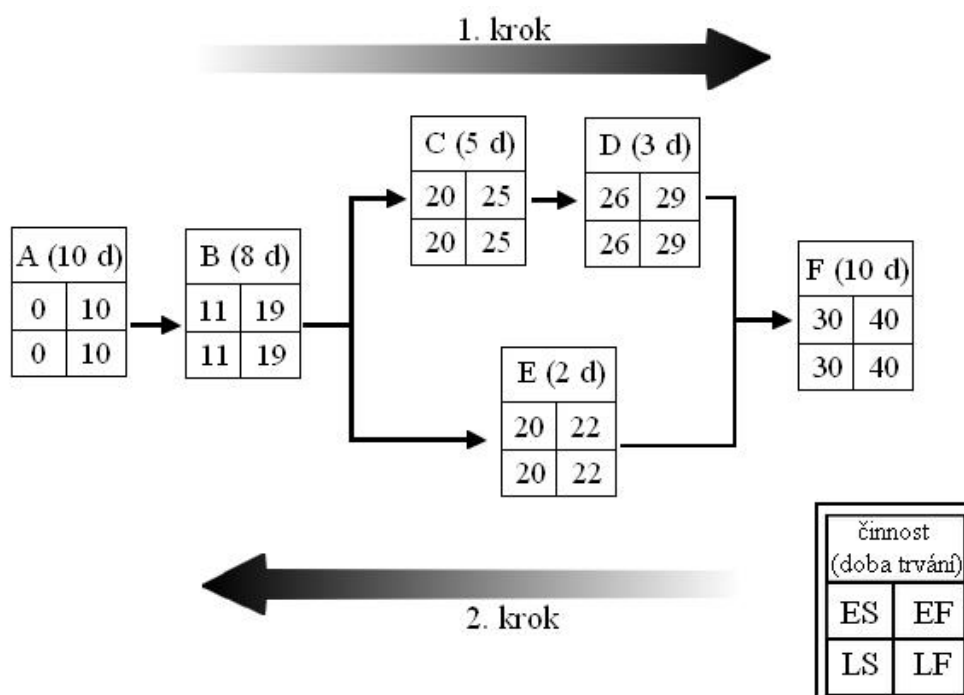 1. krok
C (5 d)
20 25
20 25
D (3 d)
26 29
26 29
A (10 d)
0 10
0 10
B (8 d)
11 19
11 19
F (10 d)
30 40
30 40
E (2 d)
20 22
20 22
2. krok
činnost
(doba trvání)
ES EF
LS LF